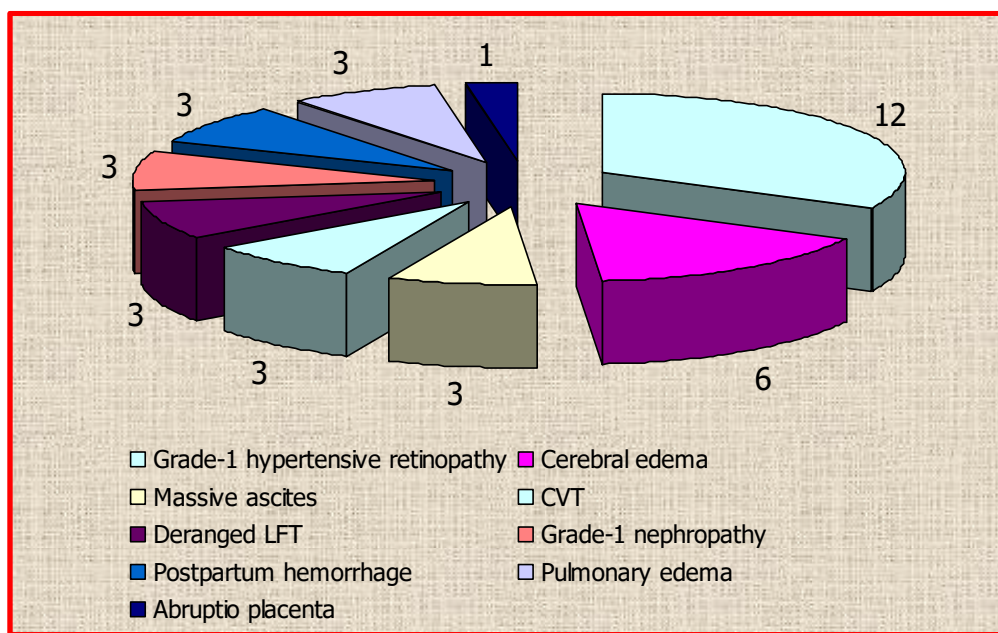 3
1
3
12
3
3
3
3
6
Grade-1 hypertensive retinopathy
Cerebral edema
Massive ascites
CVT
Deranged LFT
Grade-1 nephropathy
Postpartum hemorrhage
Pulmonary edema
Abruptio placenta